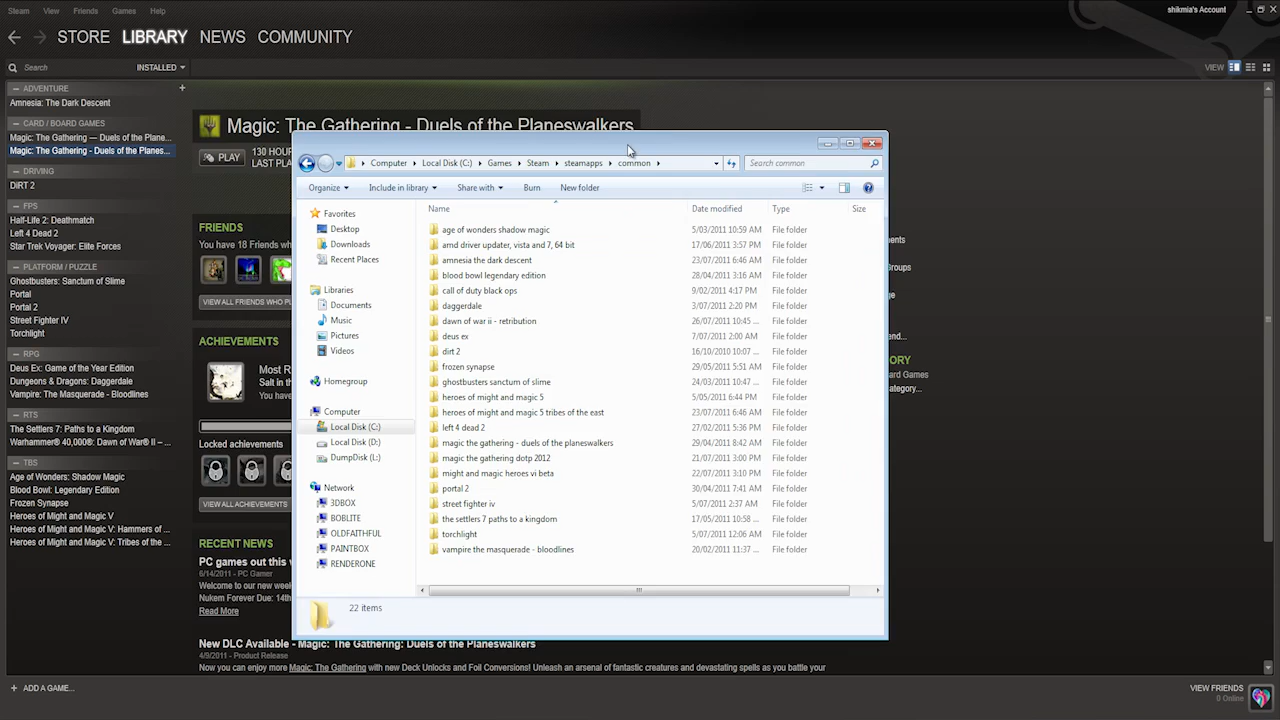 Steam View Friends Games Help
shikmia's Account
STORE LIBRARY NEWS COMMUNITY
Search INSTALLED
VIEW
ADVENTURE
Amnesia: The Dark Descent
CARD / BOARD GAMES
Magic: The Gathering — Duels of the Plane...
Magic: The Gathering - Duels of the Planes...
DRIVING
DiRT 2
FPS
Half-Life 2: Deathmatch
Left 4 Dead 2
Star Trek Voyager: Elite Forces
PLATFORM / PUZZLE
Ghostbusters: Sanctum of Slime
Portal
Portal 2
Street Fighter IV
Torchlight
RPG
Deus Ex: Game of the Year Edition
Dungeons & Dragons: Daggerdale
Vampire: The Masquerade - Bloodlines
RTS
The Settlers 7: Paths to a Kingdom
Warhammer® 40,000®: Dawn of War® II –...
TBS
Age of Wonders: Shadow Magic
Blood Bowl: Legendary Edition
Frozen Synapse
Heroes of Might and Magic V
Heroes of Might and Magic V: Hammers of ...
Heroes of Might and Magic V: Tribes of the ...
ADD A GAME...
Magic: The Gathering - Duels of the Planeswalkers
PLAY
130 HOUR
LAST PLA
FRIENDS
You have 18 Friends who
VIEW ALL FRIENDS WHO PL
ACHIEVEMENTS
Most R
Salt in th
You have
Locked achievements
VIEW ALL ACHIEVEMENTS
RECENT NEWS
PC games out this w
6/14/2011 - PC Gamer
Welcome to our new week
Nukem Forever Due: 14th
Read More
New DLC Available - Magic: The Gathering: Duels of the Planeswalkers
4/9/2011 - Product Release
Now you can enjoy more Magic: The Gathering with new Deck Unlocks and Foil Conversions! Unleash an arsenal of fantastic creatures and devastating spells as you battle your
Computer Local Disk (C:) Games Steam steamapps common
Search common
Organize Include in library Share with Burn New folder
Favorites
Desktop
Downloads
Recent Places
Libraries
Documents
Music
Pictures
Videos
Homegroup
Computer
Local Disk (C:)
Local Disk (D:)
DumpDisk (L:)
Network
3DBOX
BOBLITE
OLDFAITHFUL
PAINTBOX
RENDERONE
Name Date modified Type Size
age of wonders shadow magic 5/03/2011 10:59 AM File folder
amd driver updater, vista and 7, 64 bit 17/06/2011 3:57 PM File folder
amnesia the dark descent 23/07/2011 6:46 AM File folder
blood bowl legendary edition 28/04/2011 3:16 AM File folder
call of duty black ops 9/02/2011 4:17 PM File folder
daggerdale 3/07/2011 2:20 PM File folder
dawn of war ii - retribution 26/07/2011 10:45 ... File folder
deus ex 7/07/2011 2:00 AM File folder
dirt 2 16/10/2010 10:07 ... File folder
frozen synapse 29/05/2011 5:51 AM File folder
ghostbusters sanctum of slime 24/03/2011 10:47 ... File folder
heroes of might and magic 5 5/05/2011 6:44 PM File folder
heroes of might and magic 5 tribes of the east 23/07/2011 6:46 AM File folder
left 4 dead 2 27/02/2011 5:36 PM File folder
magic the gathering - duels of the planeswalkers 29/04/2011 8:42 AM File folder
magic the gathering dotp 2012 21/07/2011 3:00 PM File folder
might and magic heroes vi beta 22/07/2011 3:10 PM File folder
portal 2 30/04/2011 7:41 AM File folder
street fighter iv 5/07/2011 2:37 AM File folder
the settlers 7 paths to a kingdom 17/05/2011 10:58 ... File folder
torchlight 5/07/2011 12:06 AM File folder
vampire the masquerade - bloodlines 20/02/2011 11:37 ... File folder
22 items
ents
roups
e
ORY
ard Games
ategory...
VIEW FRIENDS
0 Online